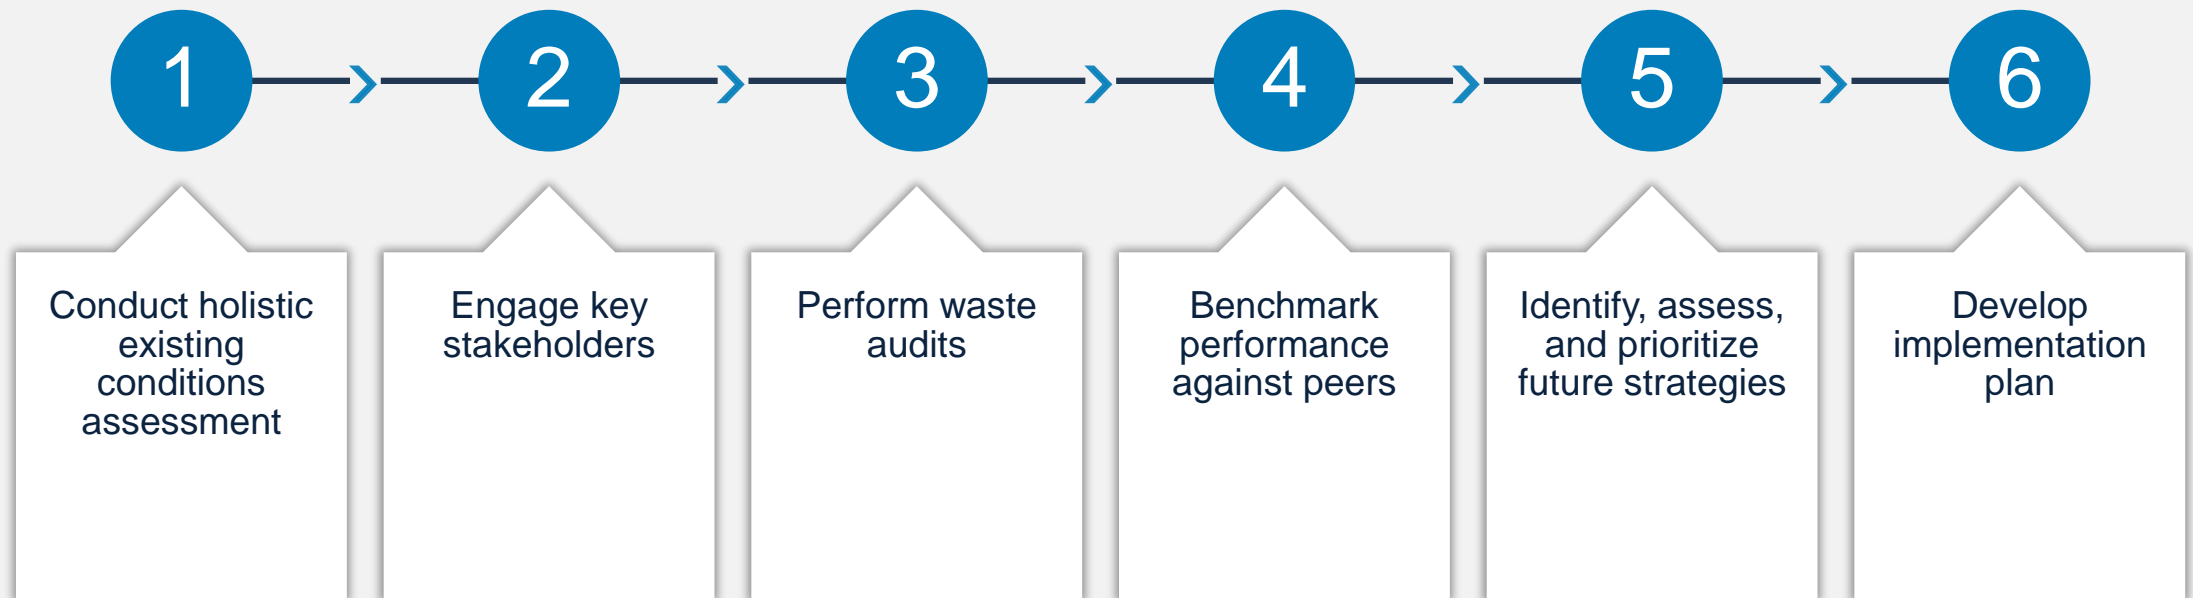 1
2
3
4
5
6
Conduct holistic
existing
conditions
assessment
Engage key
stakeholders
Perform waste
audits
Benchmark
performance
against peers
Identify, assess,
and prioritize
future strategies
Develop
implementation
plan